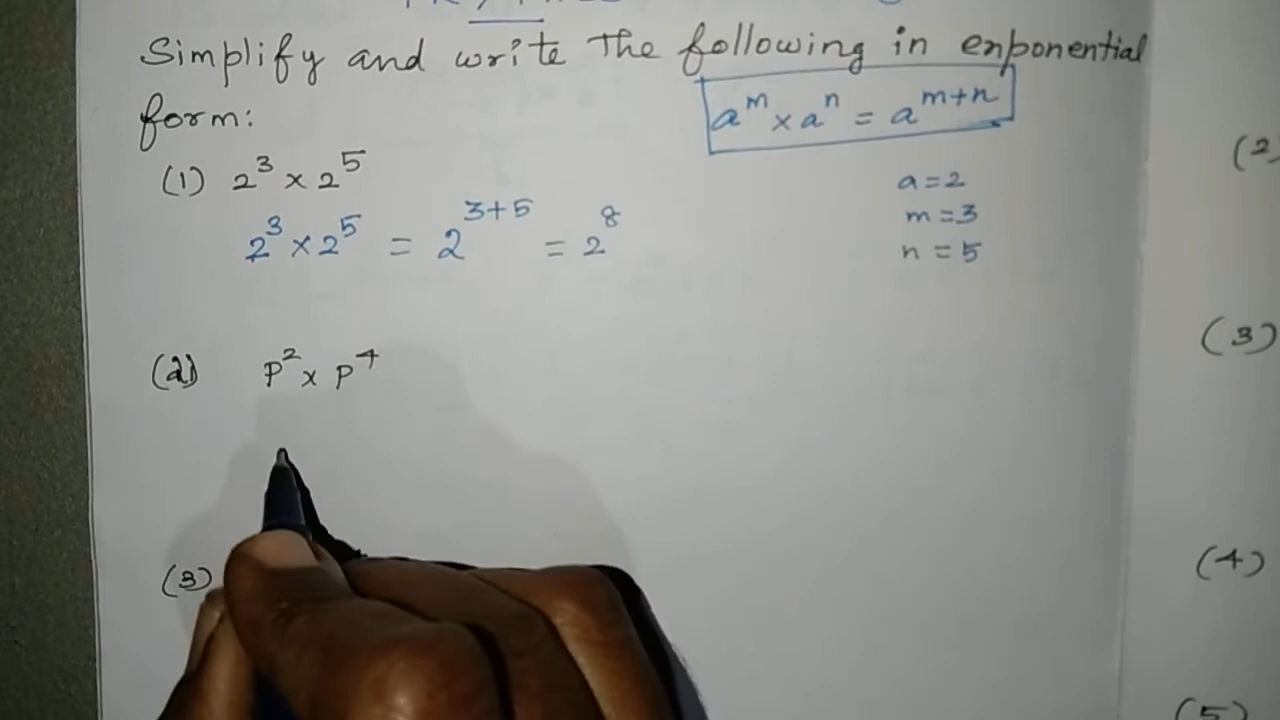 Simplify and write The following in enponential
form:
a^m × a^n = a^{m+n}
(1) 2^3 × 2^5
a = 2
2^3 × 2^5 = 2^{3+5} = 2^8
m = 3
n = 5
(2)
(2) P^2 × P^4
(3)
(3)
(4)
(5)